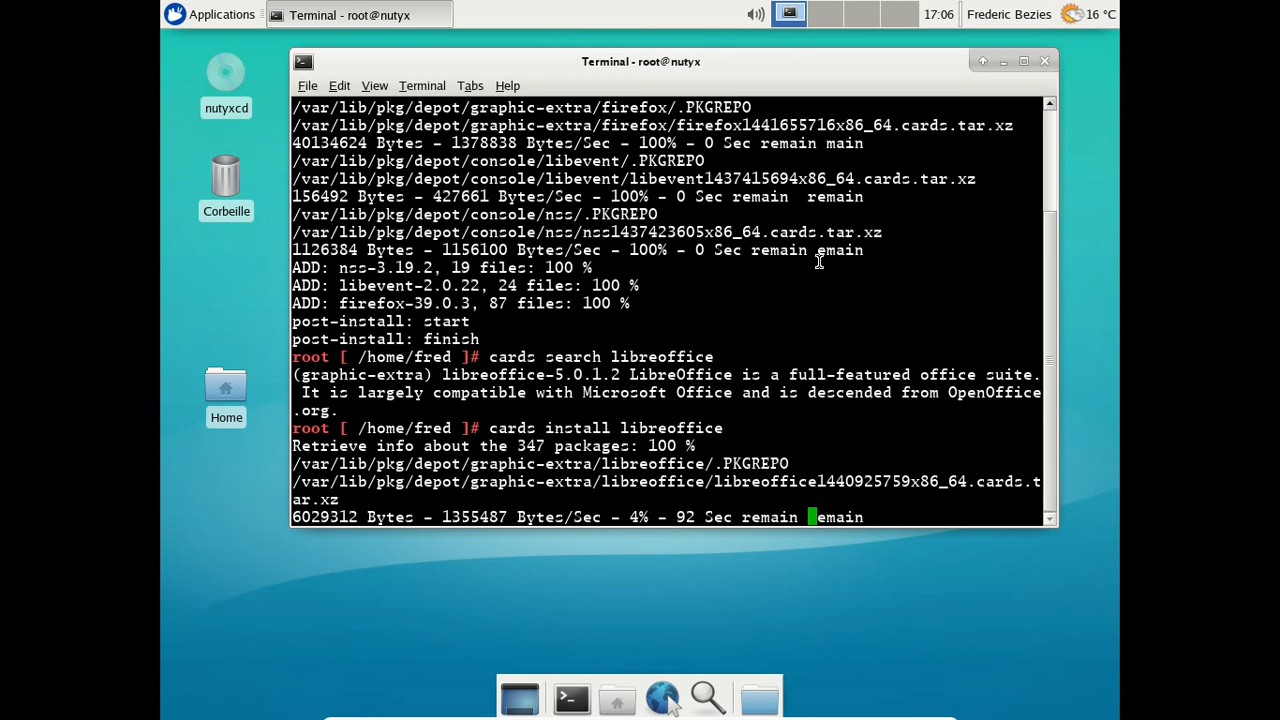 Applications
Terminal - root@nutyx
17:06
Frederic Bezies
16 °C
nutyxcd
Corbeille
Home
Terminal - root@nutyx
File Edit View Terminal Tabs Help
/var/lib/pkg/depot/graphic-extra/firefox/.PKGREPO
/var/lib/pkg/depot/graphic-extra/firefox/firefox1441655716x86_64.cards.tar.xz
40134624 Bytes - 1378838 Bytes/Sec - 100% - 0 Sec remain main
/var/lib/pkg/depot/console/libevent/.PKGREPO
/var/lib/pkg/depot/console/libevent/libevent1437415694x86_64.cards.tar.xz
156492 Bytes - 427661 Bytes/Sec - 100% - 0 Sec remain  remain
/var/lib/pkg/depot/console/nss/.PKGREPO
/var/lib/pkg/depot/console/nss/nss1437423605x86_64.cards.tar.xz
1126384 Bytes - 1156100 Bytes/Sec - 100% - 0 Sec remain emain
ADD: nss-3.19.2, 19 files: 100 %
ADD: libevent-2.0.22, 24 files: 100 %
ADD: firefox-39.0.3, 87 files: 100 %
post-install: start
post-install: finish
root [ /home/fred ]# cards search libreoffice
(graphic-extra) libreoffice-5.0.1.2 LibreOffice is a full-featured office suite.
 It is largely compatible with Microsoft Office and is descended from OpenOffice
.org.
root [ /home/fred ]# cards install libreoffice
Retrieve info about the 347 packages: 100 %
/var/lib/pkg/depot/graphic-extra/libreoffice/.PKGREPO
/var/lib/pkg/depot/graphic-extra/libreoffice/libreoffice1440925759x86_64.cards.t
ar.xz
6029312 Bytes - 1355487 Bytes/Sec - 4% - 92 Sec remain emain